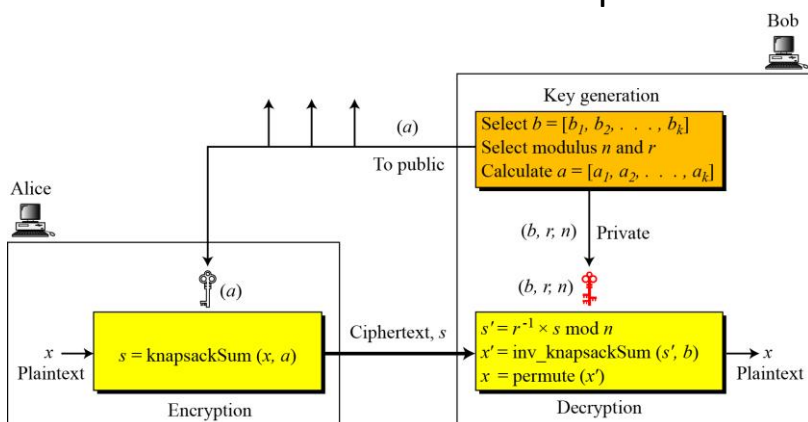 Bob
Key generation
Select b = [b₁, b₂, . . . , bₖ]
Select modulus n and r
Calculate a = [a₁, a₂, . . . , aₖ]
(a)
To public
Alice
(b, r, n) Private
(a)
(b, r, n)
x
Plaintext
s = knapsackSum (x, a)
Encryption
Ciphertext, s
s′ = r⁻¹ × s mod n
x′ = inv_knapsackSum (s′, b)
x = permute (x′)
Decryption
x
Plaintext